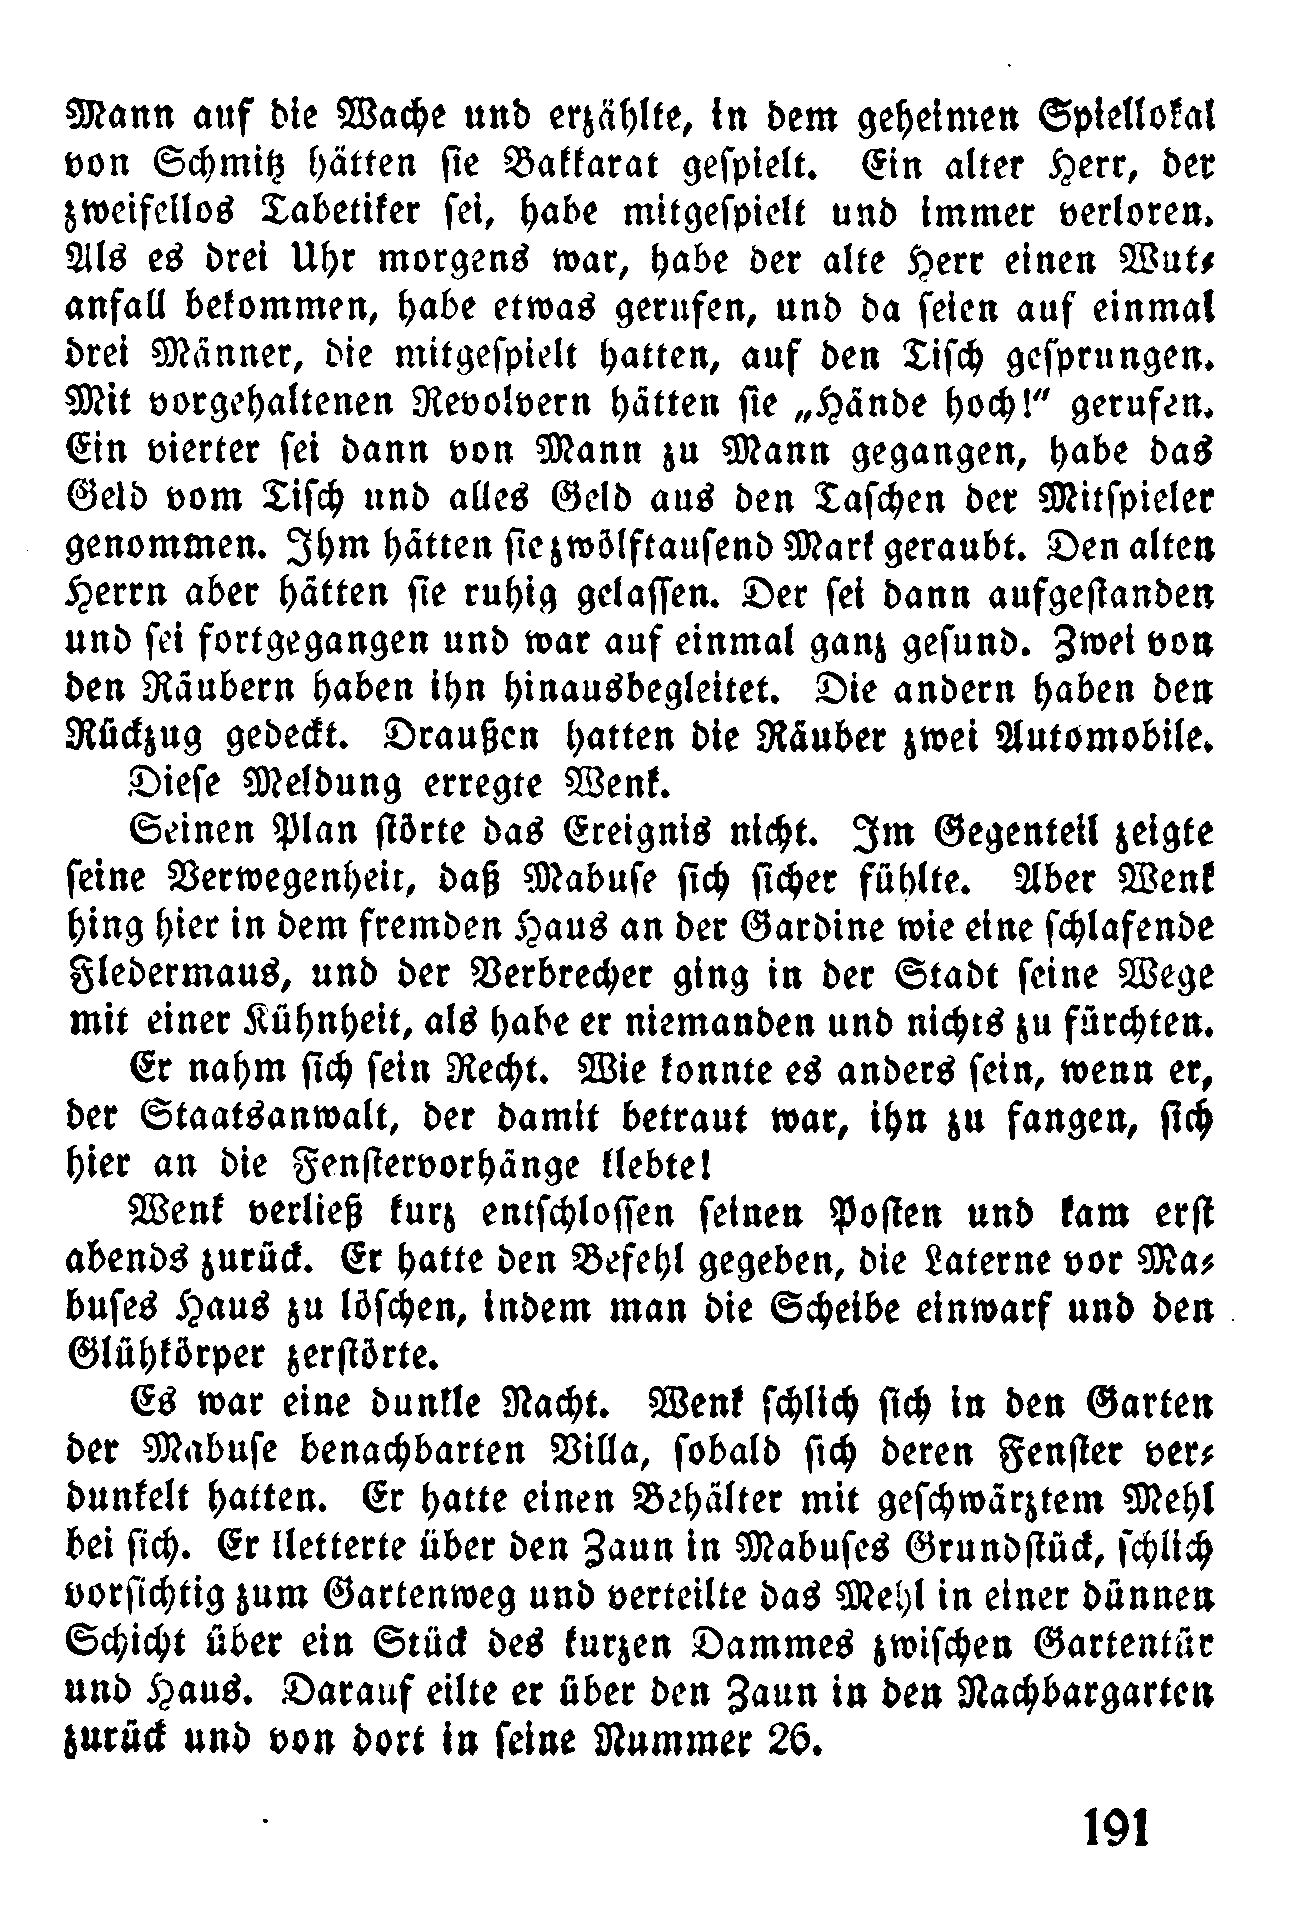 Mann auf die Wache und erzählte, in dem geheimen Spiellokal
von Schmitz hätten sie Bakkarat gespielt. Ein alter Herr, der
zweifellos Tabetiker sei, habe mitgespielt und immer verloren.
Als es drei Uhr morgens war, habe der alte Herr einen Wut-
anfall bekommen, habe etwas gerufen, und da seien auf einmal
drei Männer, die mitgespielt hatten, auf den Tisch gesprungen.
Mit vorgehaltenen Revolvern hätten sie „Hände hoch!“ gerufen.
Ein vierter sei dann von Mann zu Mann gegangen, habe das
Geld vom Tisch und alles Geld aus den Taschen der Mitspieler
genommen. Ihm hätten sie zwölftausend Mark geraubt. Den alten
Herrn aber hätten sie ruhig gelassen. Der sei dann aufgestanden
und sei fortgegangen und war auf einmal ganz gesund. Zwei von
den Räubern haben ihn hinausbegleitet. Die andern haben den
Rückzug gedeckt. Draußen hatten die Räuber zwei Automobile.
Diese Meldung erregte Wenk.
Seinen Plan störte das Ereignis nicht. Im Gegenteil zeigte
seine Verwegenheit, daß Mabuse sich sicher fühlte. Aber Wenk
hing hier in dem fremden Haus an der Gardine wie eine schlafende
Fledermaus, und der Verbrecher ging in der Stadt seine Wege
mit einer Kühnheit, als habe er niemanden und nichts zu fürchten.
Er nahm sich sein Recht. Wie konnte es anders sein, wenn er,
der Staatsanwalt, der damit betraut war, ihn zu fangen, sich
hier an die Fenstervorhänge klebte!
Wenk verließ kurz entschlossen seinen Posten und kam erst
abends zurück. Er hatte den Befehl gegeben, die Laterne vor Ma-
buses Haus zu löschen, indem man die Scheibe einwarf und den
Glühkörper zerstörte.
Es war eine dunkle Nacht. Wenk schlich sich in den Garten
der Mabuse benachbarten Villa, sobald sich deren Fenster ver-
dunkelt hatten. Er hatte einen Behälter mit geschwärztem Mehl
bei sich. Er kletterte über den Zaun in Mabuses Grundstück, schlich
vorsichtig zum Gartenweg und verteilte das Mehl in einer dünnen
Schicht über ein Stück des kurzen Dammes zwischen Gartentür
und Haus. Darauf eilte er über den Zaun in den Nachbargarten
zurück und von dort in seine Nummer 26.
191